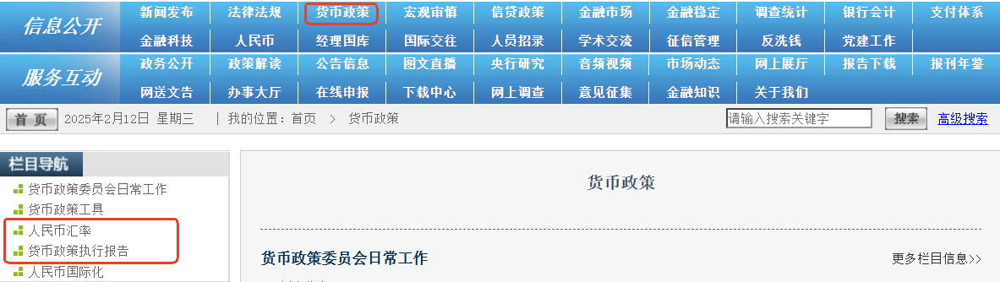 信息公开
新闻发布 法律法规 货币政策 宏观审慎 信贷政策 金融市场 金融稳定 调查统计 银行会计 支付体系
金融科技 人民币 经理国库 国际交往 人员招录 学术交流 征信管理 反洗钱 党建工作
服务互动
政务公开 政策解读 公告信息 图文直播 央行研究 音频视频 市场动态 网上展厅 报告下载 报刊年鉴
网送文告 办事大厅 在线申报 下载中心 网上调查 意见征集 金融知识 关于我们
首 页 2025年2月12日 星期三 | 我的位置：首页 > 货币政策 请输入搜索关键字 搜索 高级搜索
栏目导航
货币政策委员会日常工作
货币政策工具
人民币汇率
货币政策执行报告
人民币国际化
货币政策
货币政策委员会日常工作 更多栏目信息>>